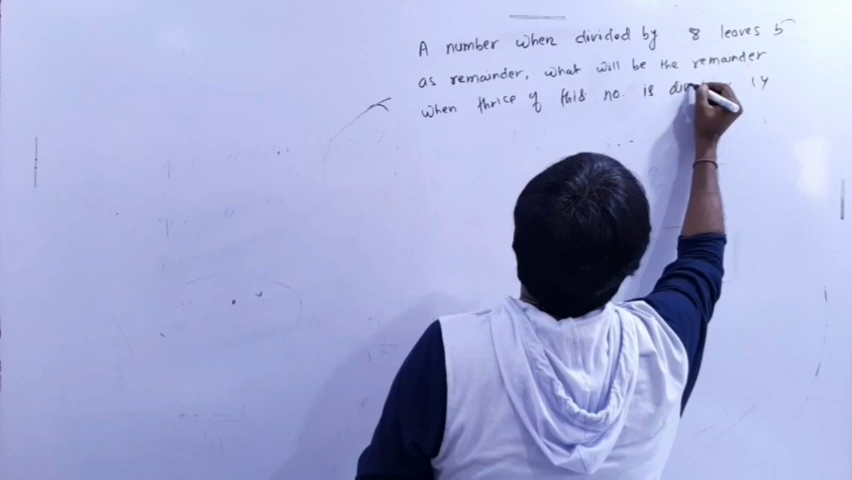 A number when divided by 8 leaves 5
as remainder, what will be the remainder
when thrice of this no. is